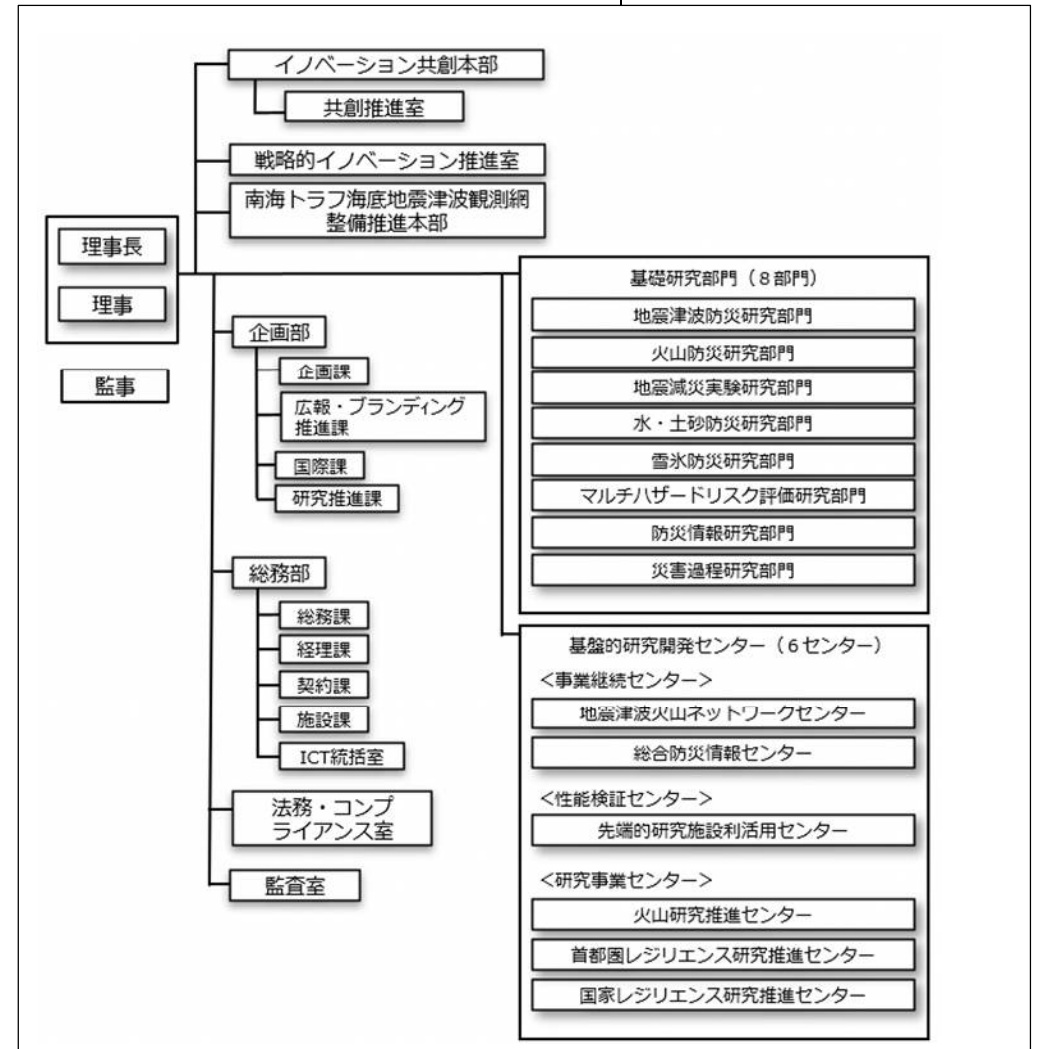 イノベーション共創本部
共創推進室
戦略的イノベーション推進室
南海トラフ海底地震津波観測網
整備推進本部
理事長
理事
監事
企画部
企画課
広報・ブランディング
推進課
国際課
研究推進課
総務部
総務課
経理課
契約課
施設課
ICT統括室
法務・コンプ
ライアンス室
監査室
基礎研究部門（８部門）
地震津波防災研究部門
火山防災研究部門
地震減災実験研究部門
水・土砂防災研究部門
雪氷防災研究部門
マルチハザードリスク評価研究部門
防災情報研究部門
災害過程研究部門
基盤的研究開発センター（６センター）
＜事業継続センター＞
地震津波火山ネットワークセンター
総合防災情報センター
＜性能検証センター＞
先端的研究施設利活用センター
＜研究事業センター＞
火山研究推進センター
首都圏レジリエンス研究推進センター
国家レジリエンス研究推進センター